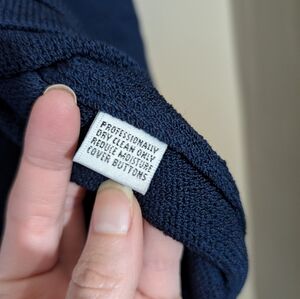 PROFESSIONALLY
DRY CLEAN ONLY
REDUCE MOISTURE
COVER BUTTONS